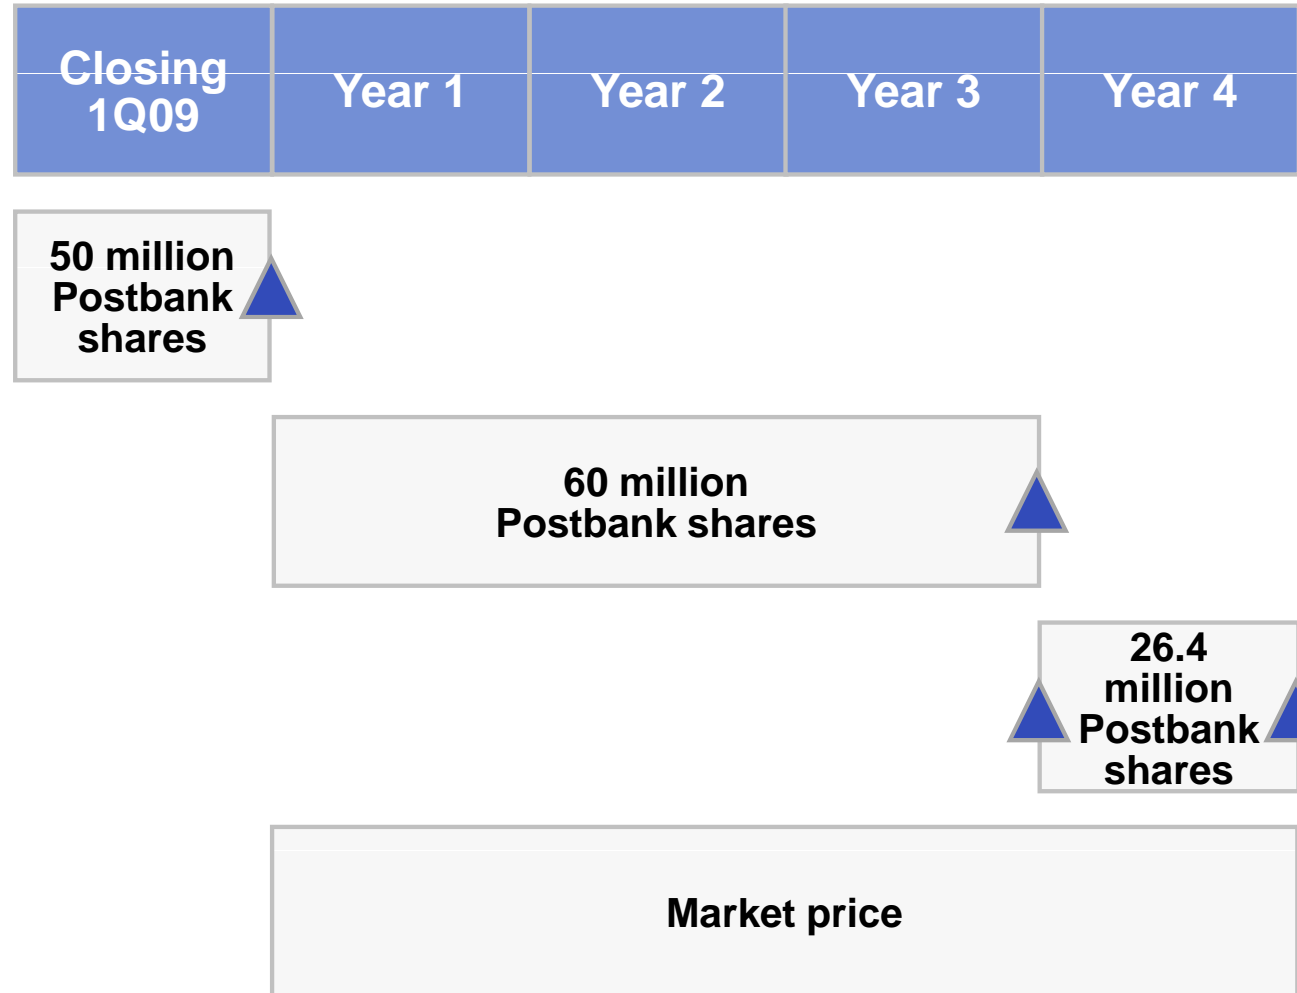 Closing
1Q09
Year 1
Year 2
Year 3
Year 4
50 million
Postbank
shares
60 million
Postbank shares
26.4
million
Postbank
shares
Market price